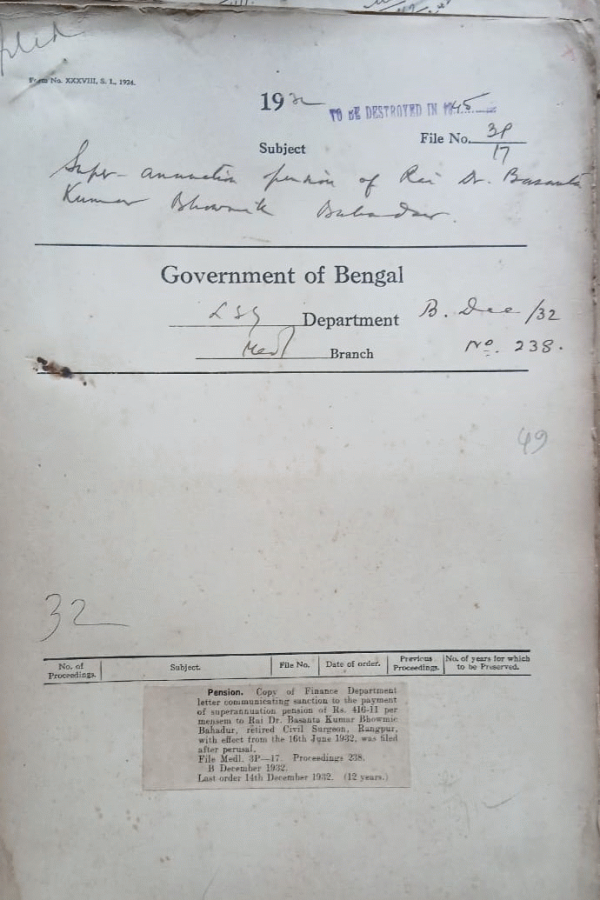 Form No. XXXVIII, S. I., 1924.
1932
TO BE DESTROYED IN 1945
File No. 3P/17
Subject
Super-annuation pension of Rai Dr. Basanta
Kumar Bhowmik Bahadur.
Government of Bengal
LSG Department B. Dec/32
Medl Branch No. 238.
49
32
No. of Proceedings. Subject. File No. Date of order. Previous Proceedings. No. of years for which to be Preserved.
Pension. Copy of Finance Department
letter communicating sanction to the payment
of superannuation pension of Rs. 416-11 per
mensem to Rai Dr. Basanta Kumar Bhowmic
Bahadur, retired Civil Surgeon, Rangpur,
with effect from the 16th June 1932, was filed
after perusal.
File Medl. 3P—17. Proceedings 238.
B December 1932.
Last order 14th December 1932. (12 years.)